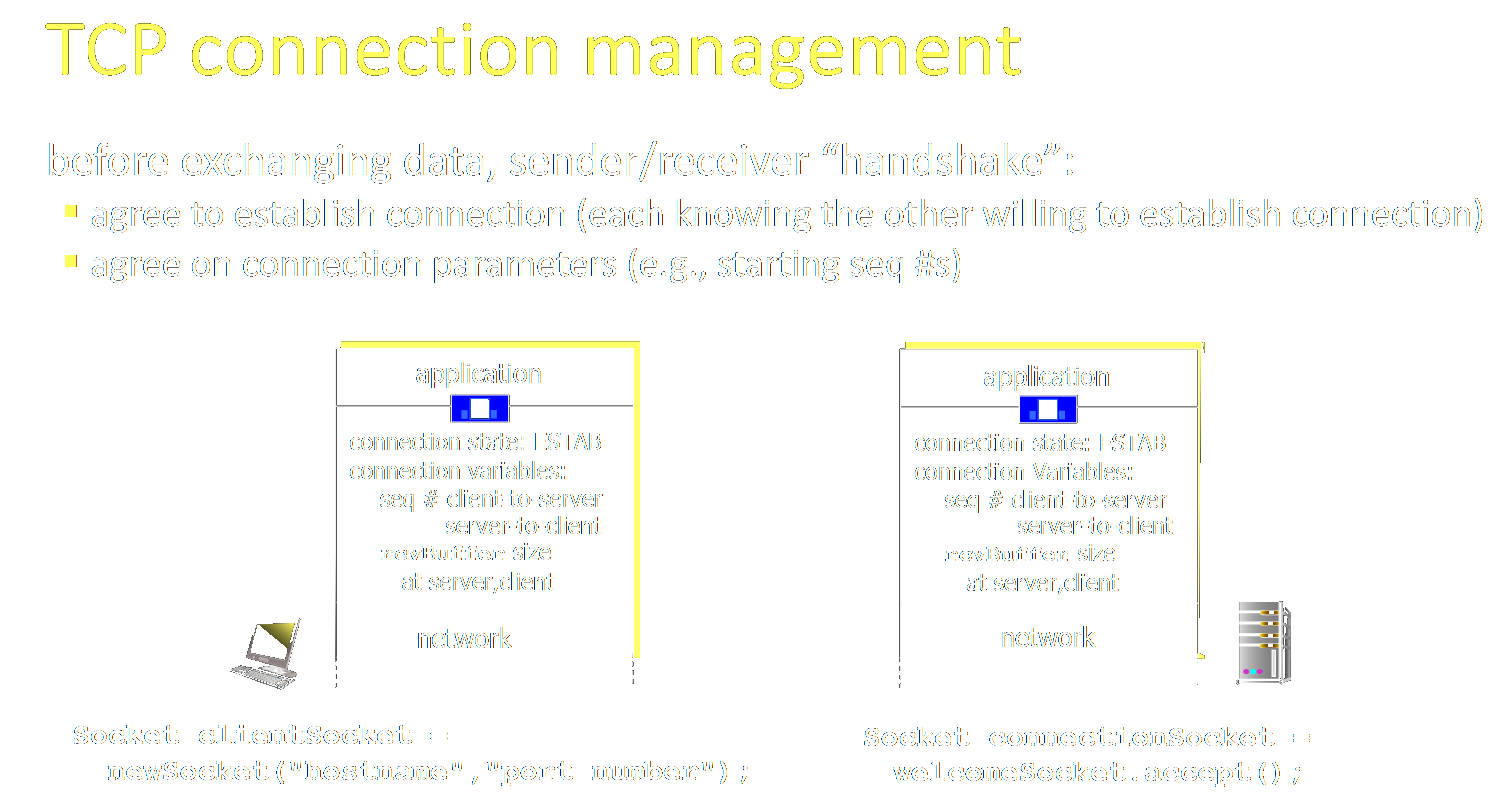 TCP connection management
before exchanging data, sender/receiver “handshake”:
▪ agree to establish connection (each knowing the other willing to establish connection)
▪ agree on connection parameters (e.g., starting seq #s)
application
connection state: ESTAB
connection variables:
seq # client-to-server
server-to-client
rcvBuffer size
at server,client
network
application
connection state: ESTAB
connection Variables:
seq # client-to-server
server-to-client
rcvBuffer size
at server,client
network
Socket clientSocket =
newSocket("hostname","port number");
Socket connectionSocket =
welcomeSocket.accept();